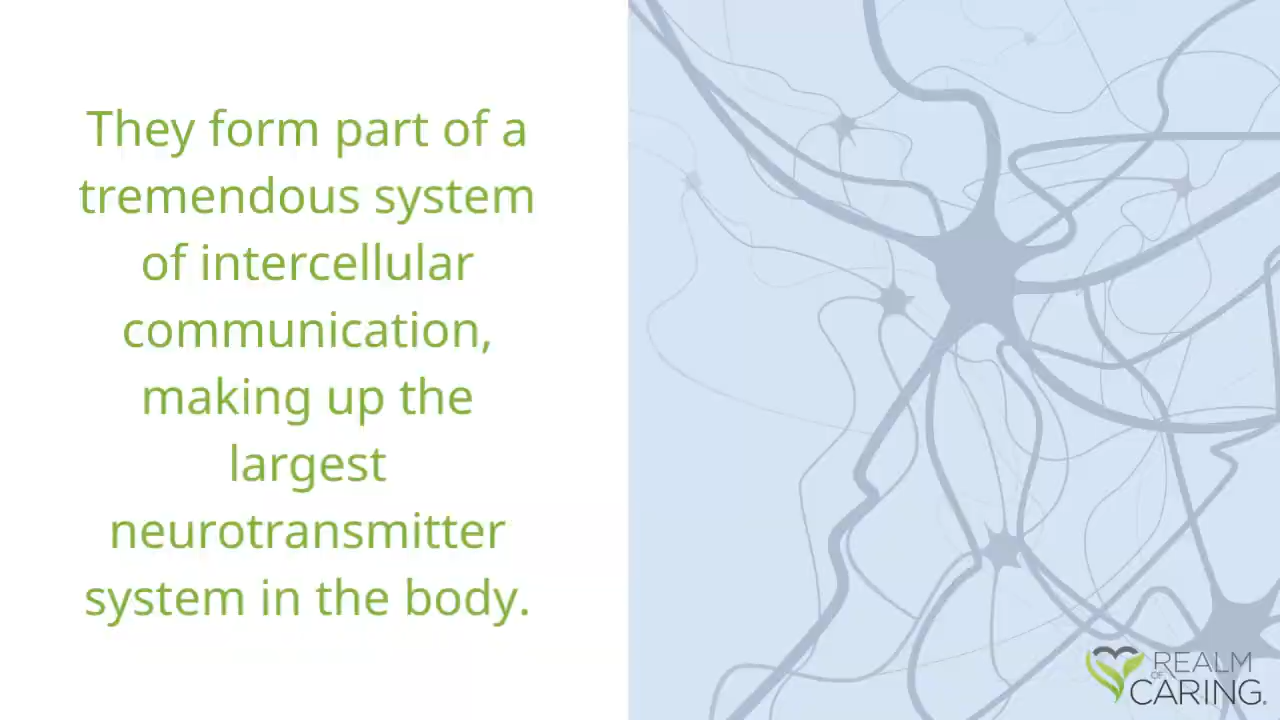 They form part of a
tremendous system
of intercellular
communication,
making up the
largest
neurotransmitter
system in the body.
REALM
OF
CARING®